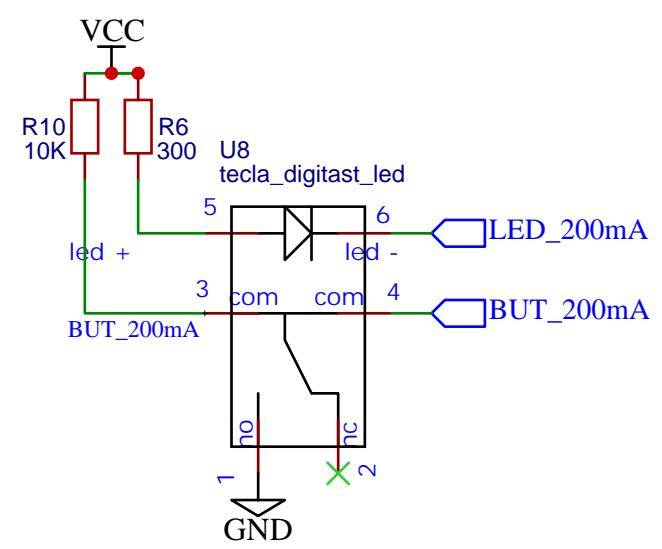 VCC
R10
10K
R6
300
U8
tecla_digitast_led
5
6
led +
led -
LED_200mA
3
com
com
4
BUT_200mA
BUT_200mA
no
nc
1
2
GND